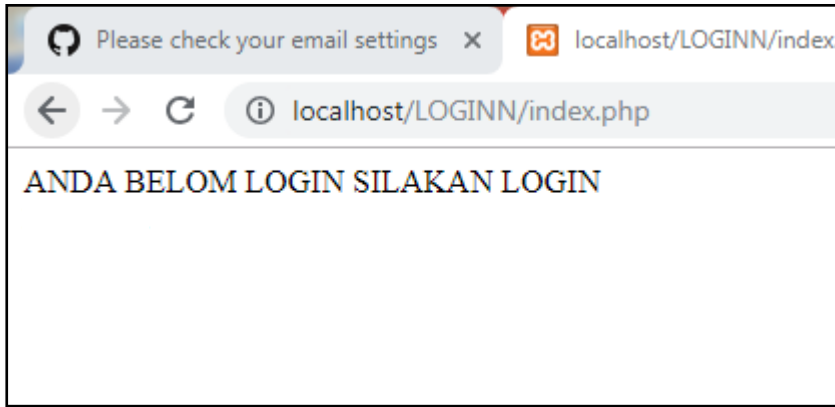 Please check your email settings
localhost/LOGINN/index
localhost/LOGINN/index.php
ANDA BELOM LOGIN SILAKAN LOGIN